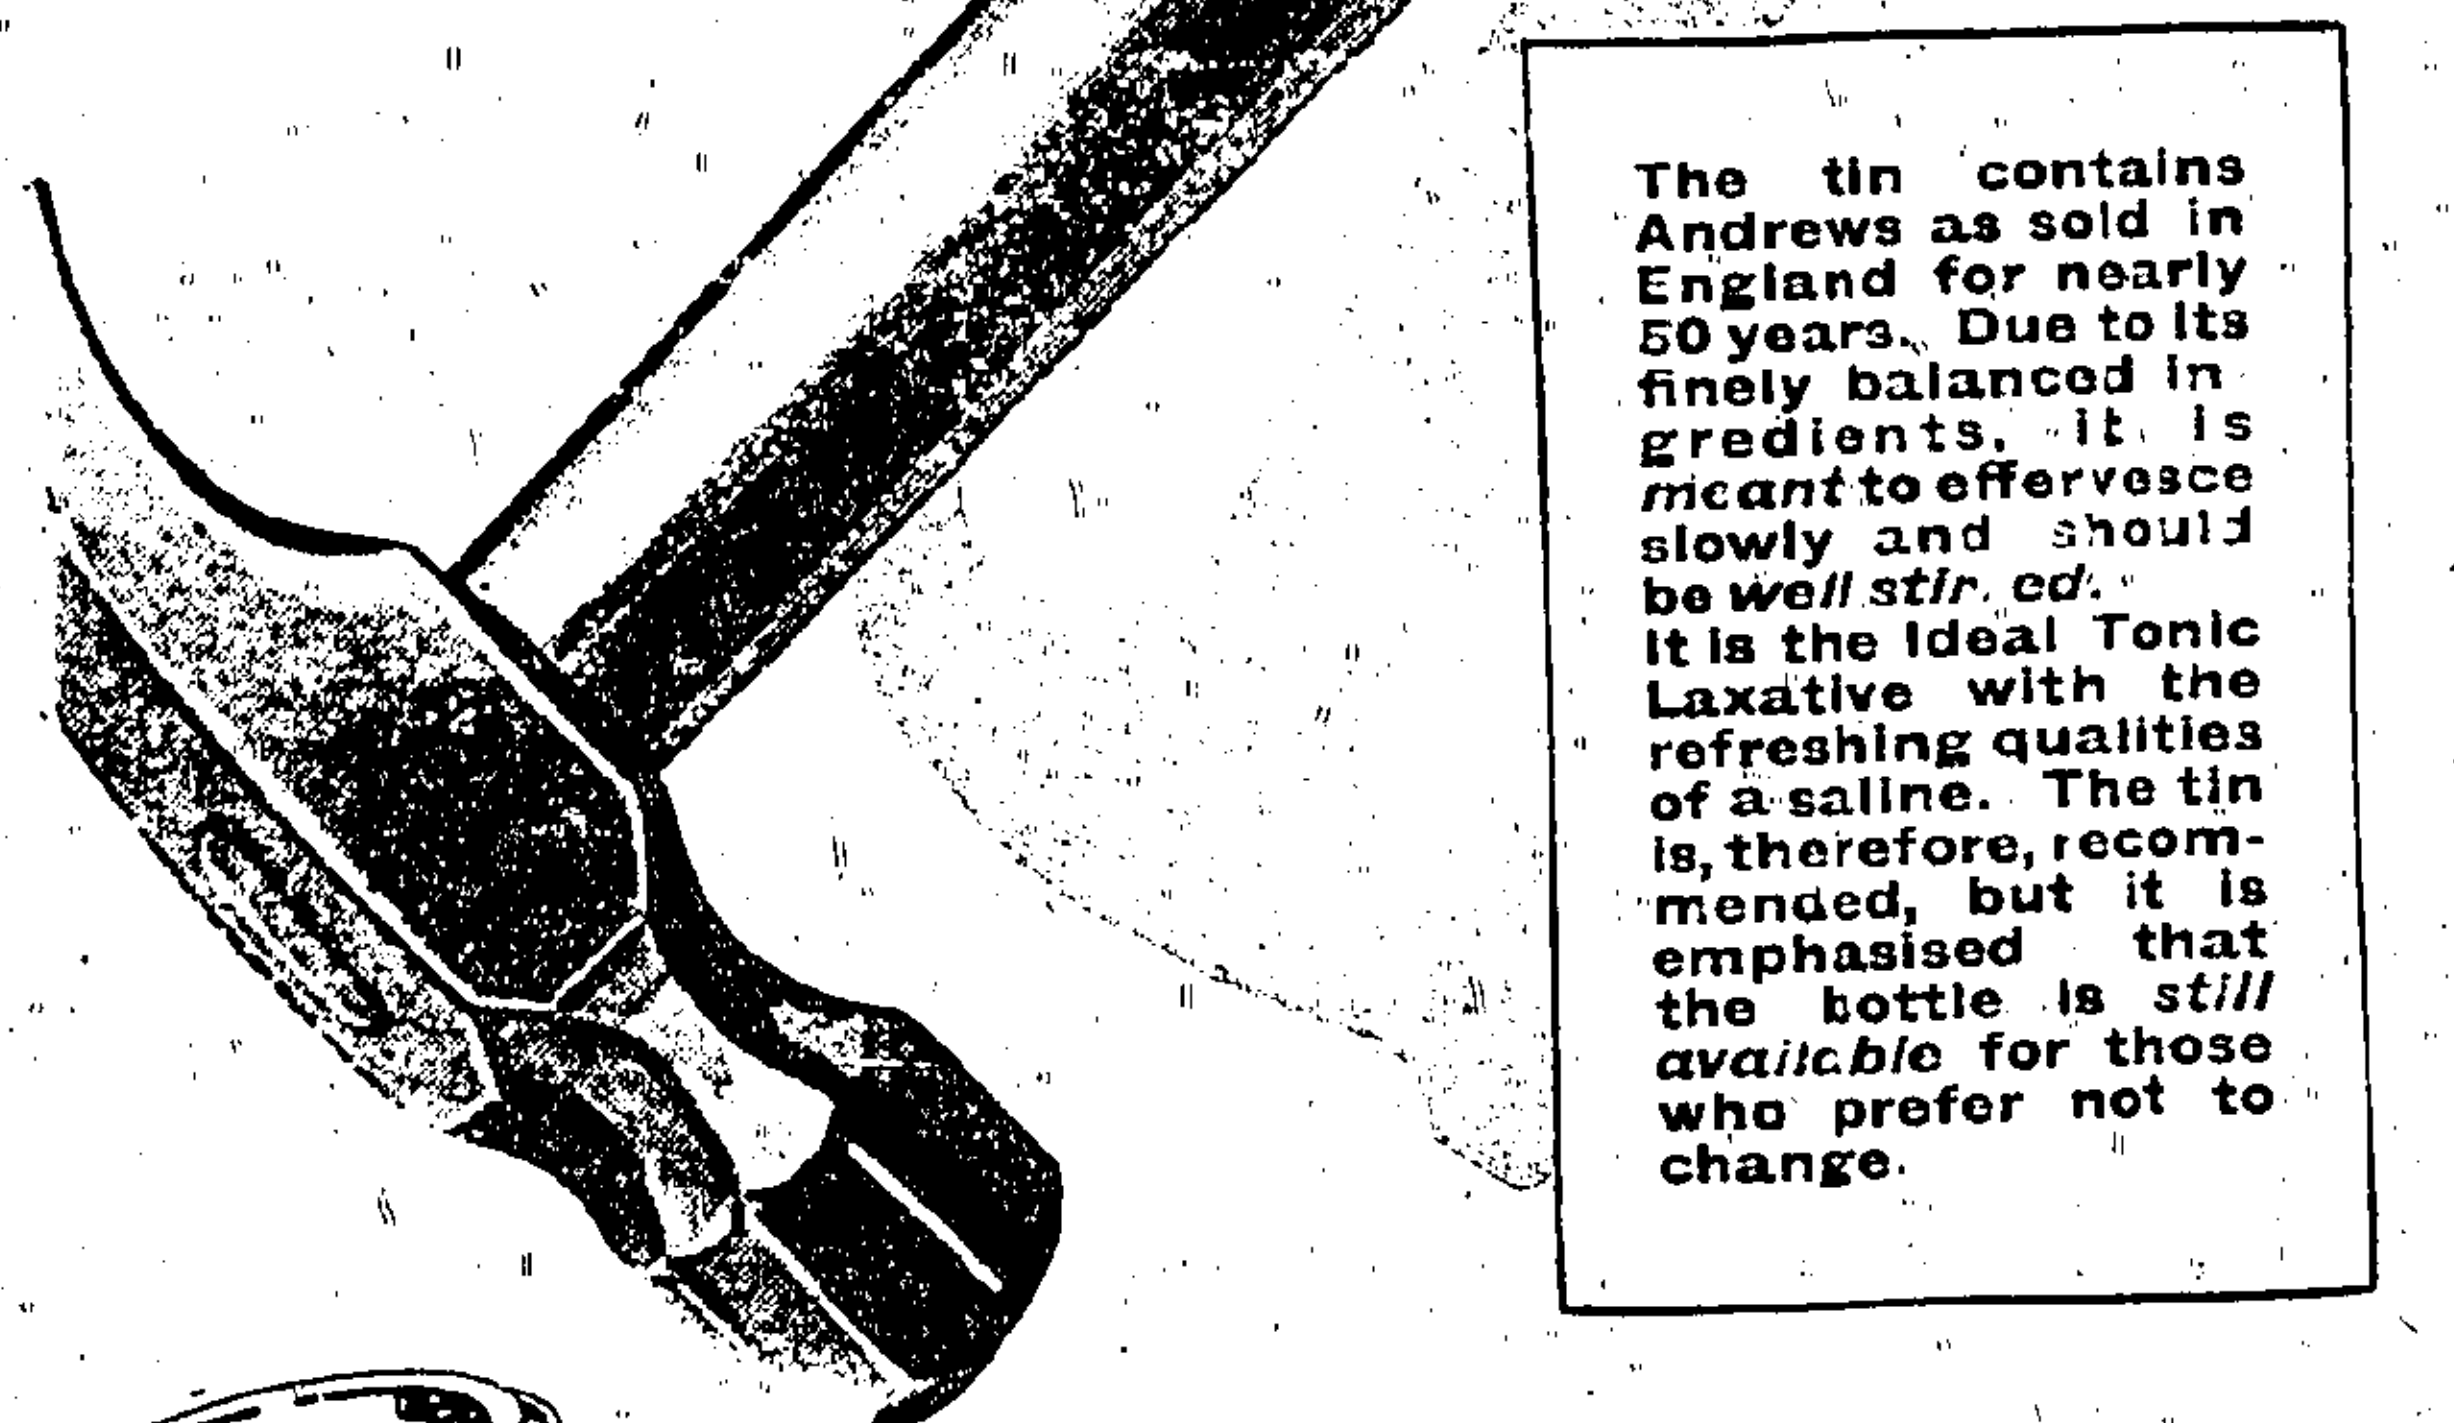 The tin contains
Andrews as sold in
England for nearly
50 years. Due to its
finely balanced in
gredients, it is
meant to effervesce
slowly and should
be well stirred.
It is the Ideal Tonic
Laxative with the
refreshing qualities
of a saline. The tin
is, therefore, recom-
mended, but it is
emphasised that
the bottle is still
available for those
who prefer not to
change.